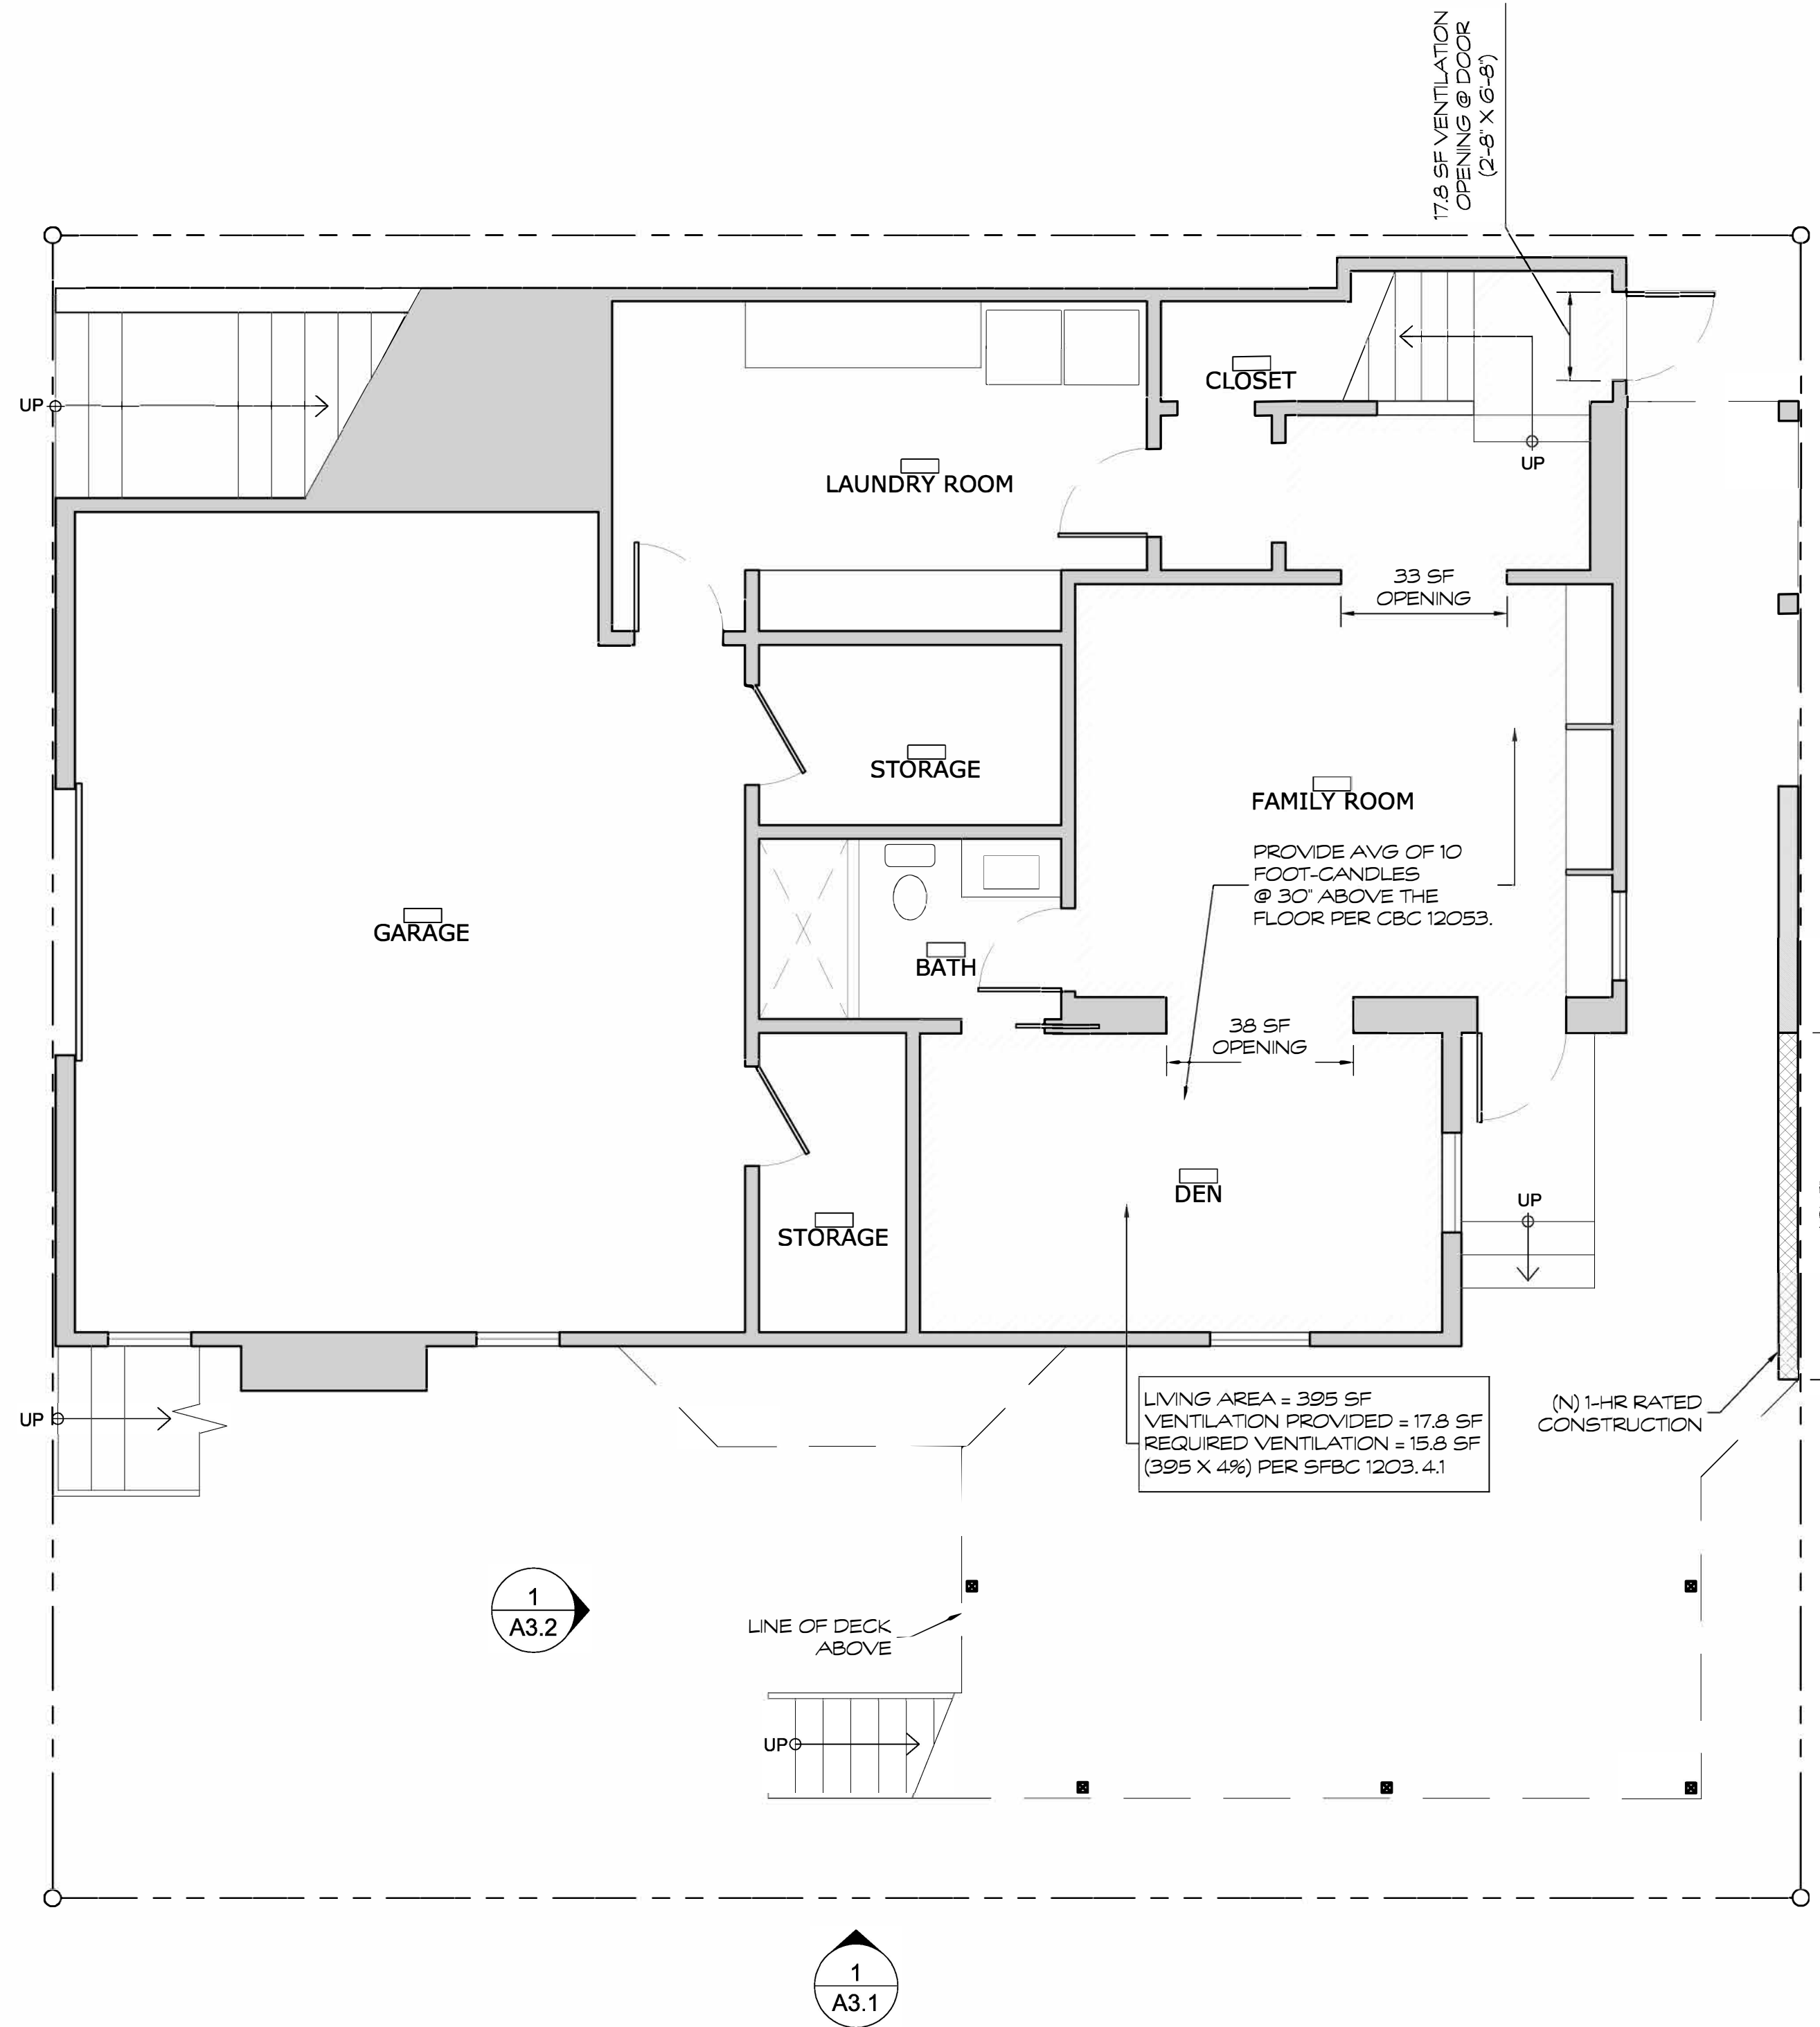 17.8 SF VENTILATION
OPENING @ DOOR
(2'-8" X 6'-8")
UP
CLOSET
LAUNDRY ROOM
UP
33 SF
OPENING
STORAGE
FAMILY ROOM
PROVIDE AVG OF 10
FOOT-CANDLES
@ 30" ABOVE THE
FLOOR PER CBC 12053.
GARAGE
BATH
38 SF
OPENING
DEN
UP
STORAGE
LIVING AREA = 395 SF
VENTILATION PROVIDED = 17.8 SF
REQUIRED VENTILATION = 15.8 SF
(395 X 4%) PER SFBC 1203.4.1
(N) 1-HR RATED
CONSTRUCTION
UP
1
A3.2
LINE OF DECK
ABOVE
UP
1
A3.1